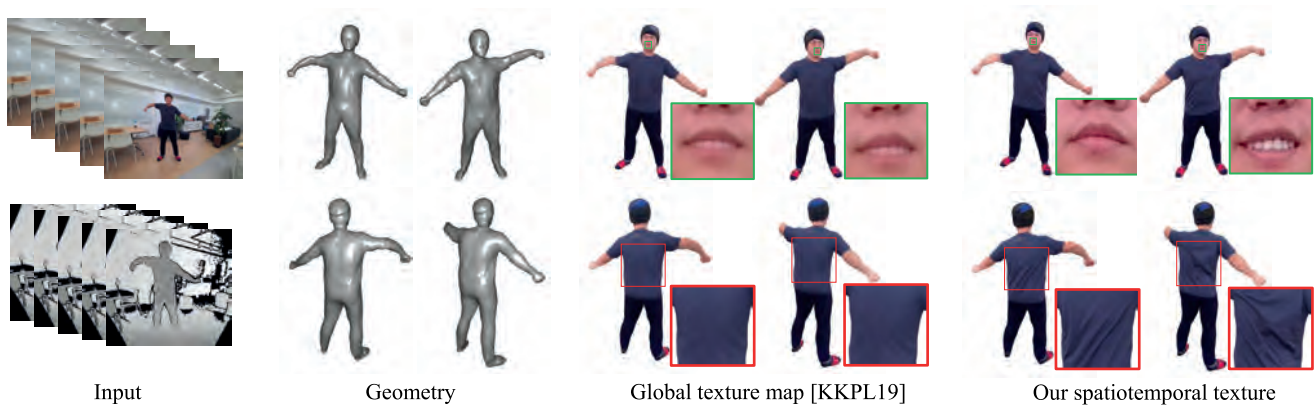 Input
Geometry
Global texture map [KKPL19]
Our spatiotemporal texture